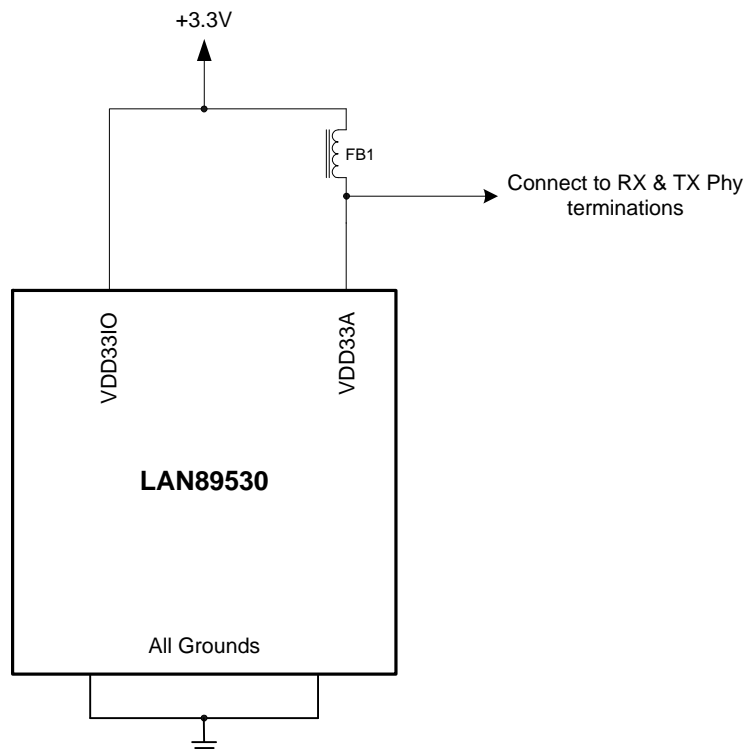 +3.3V
FB1
Connect to RX & TX Phy
terminations
VDD33IO
VDD33A
LAN89530
All Grounds